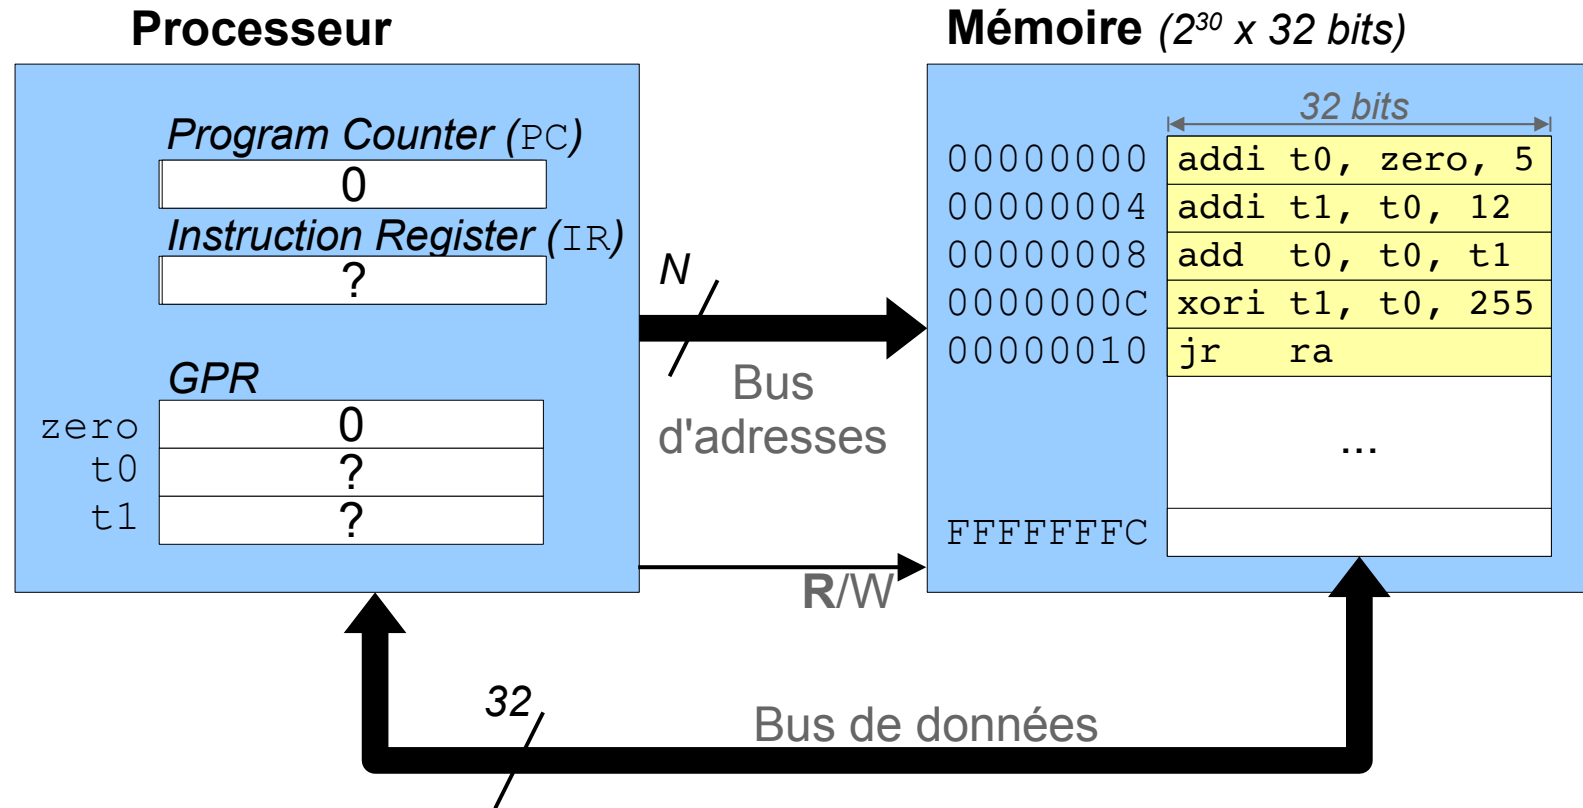 Processeur
Mémoire (2³⁰ x 32 bits)
32 bits
Program Counter (PC)
0
Instruction Register (IR)
?
GPR
zero 0
t0 ?
t1 ?
N
Bus
d'adresses
R/W
00000000 addi t0, zero, 5
00000004 addi t1, t0, 12
00000008 add t0, t0, t1
0000000C xori t1, t0, 255
00000010 jr ra
...
FFFFFFFC
32
Bus de données